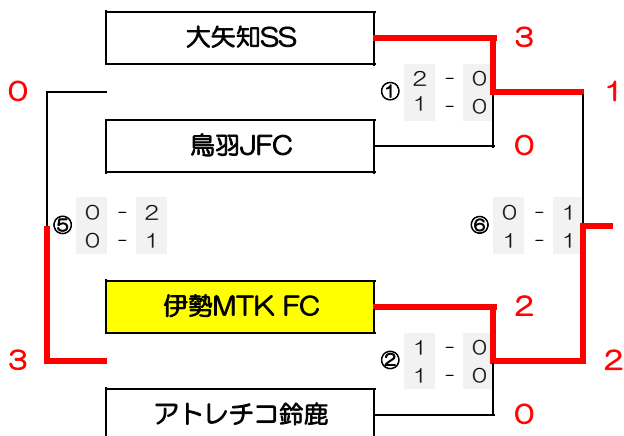 大矢知SS
3
0
① 2 - 0
1 - 0
1
鳥羽JFC
0
⑤ 0 - 2
0 - 1
⑥ 0 - 1
1 - 1
伊勢MTK FC
2
3
② 1 - 0
1 - 0
2
アトレチコ鈴鹿
0